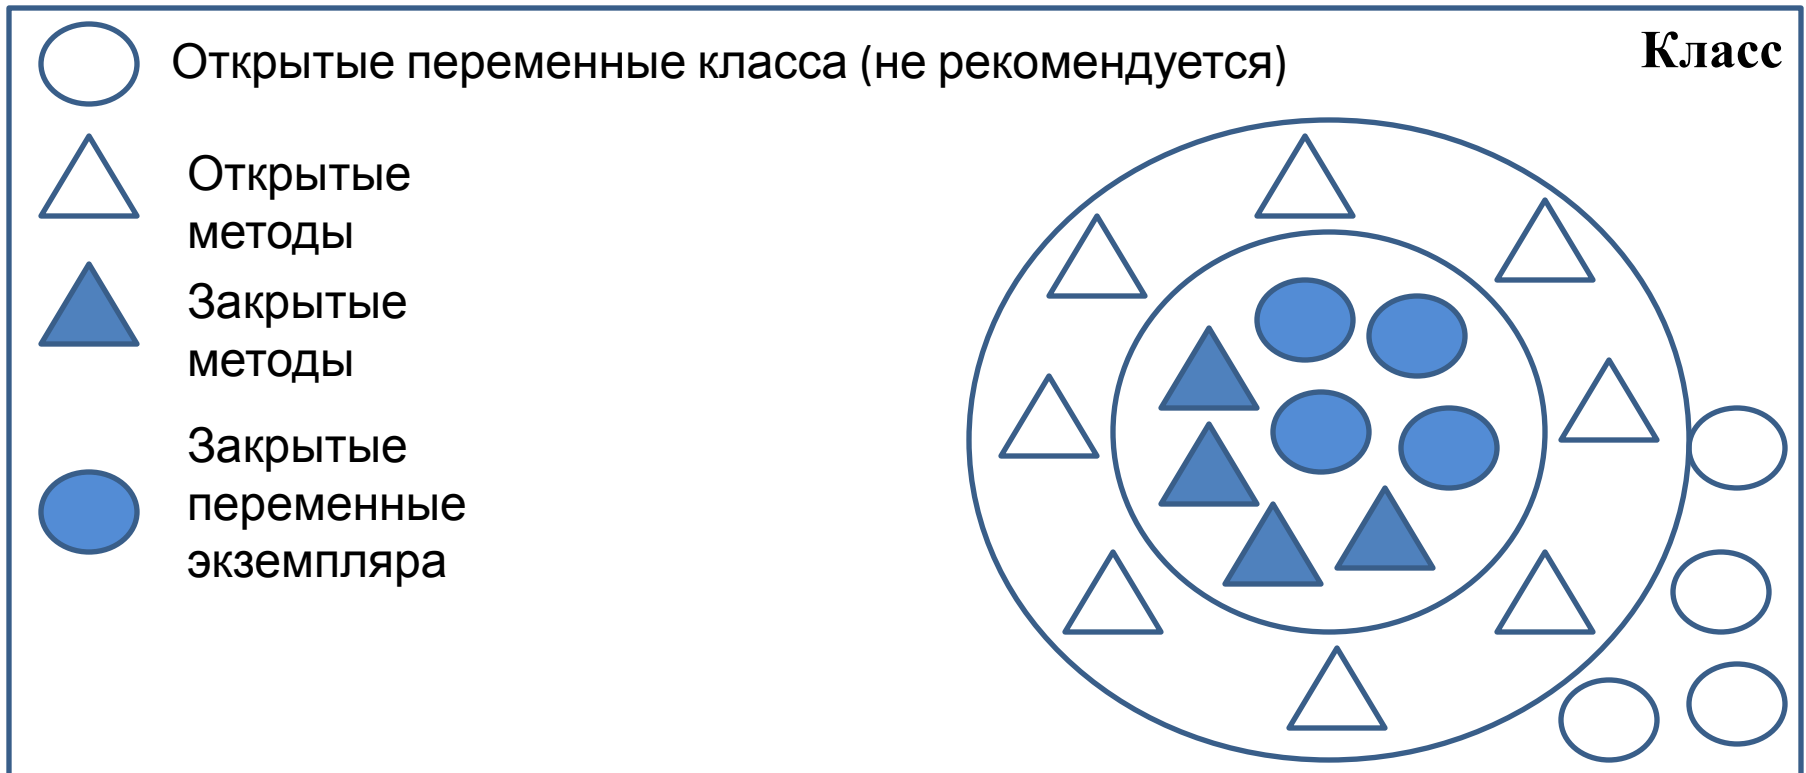 Открытые переменные класса (не рекомендуется)
Класс
Открытые
методы
Закрытые
методы
Закрытые
переменные
экземпляра